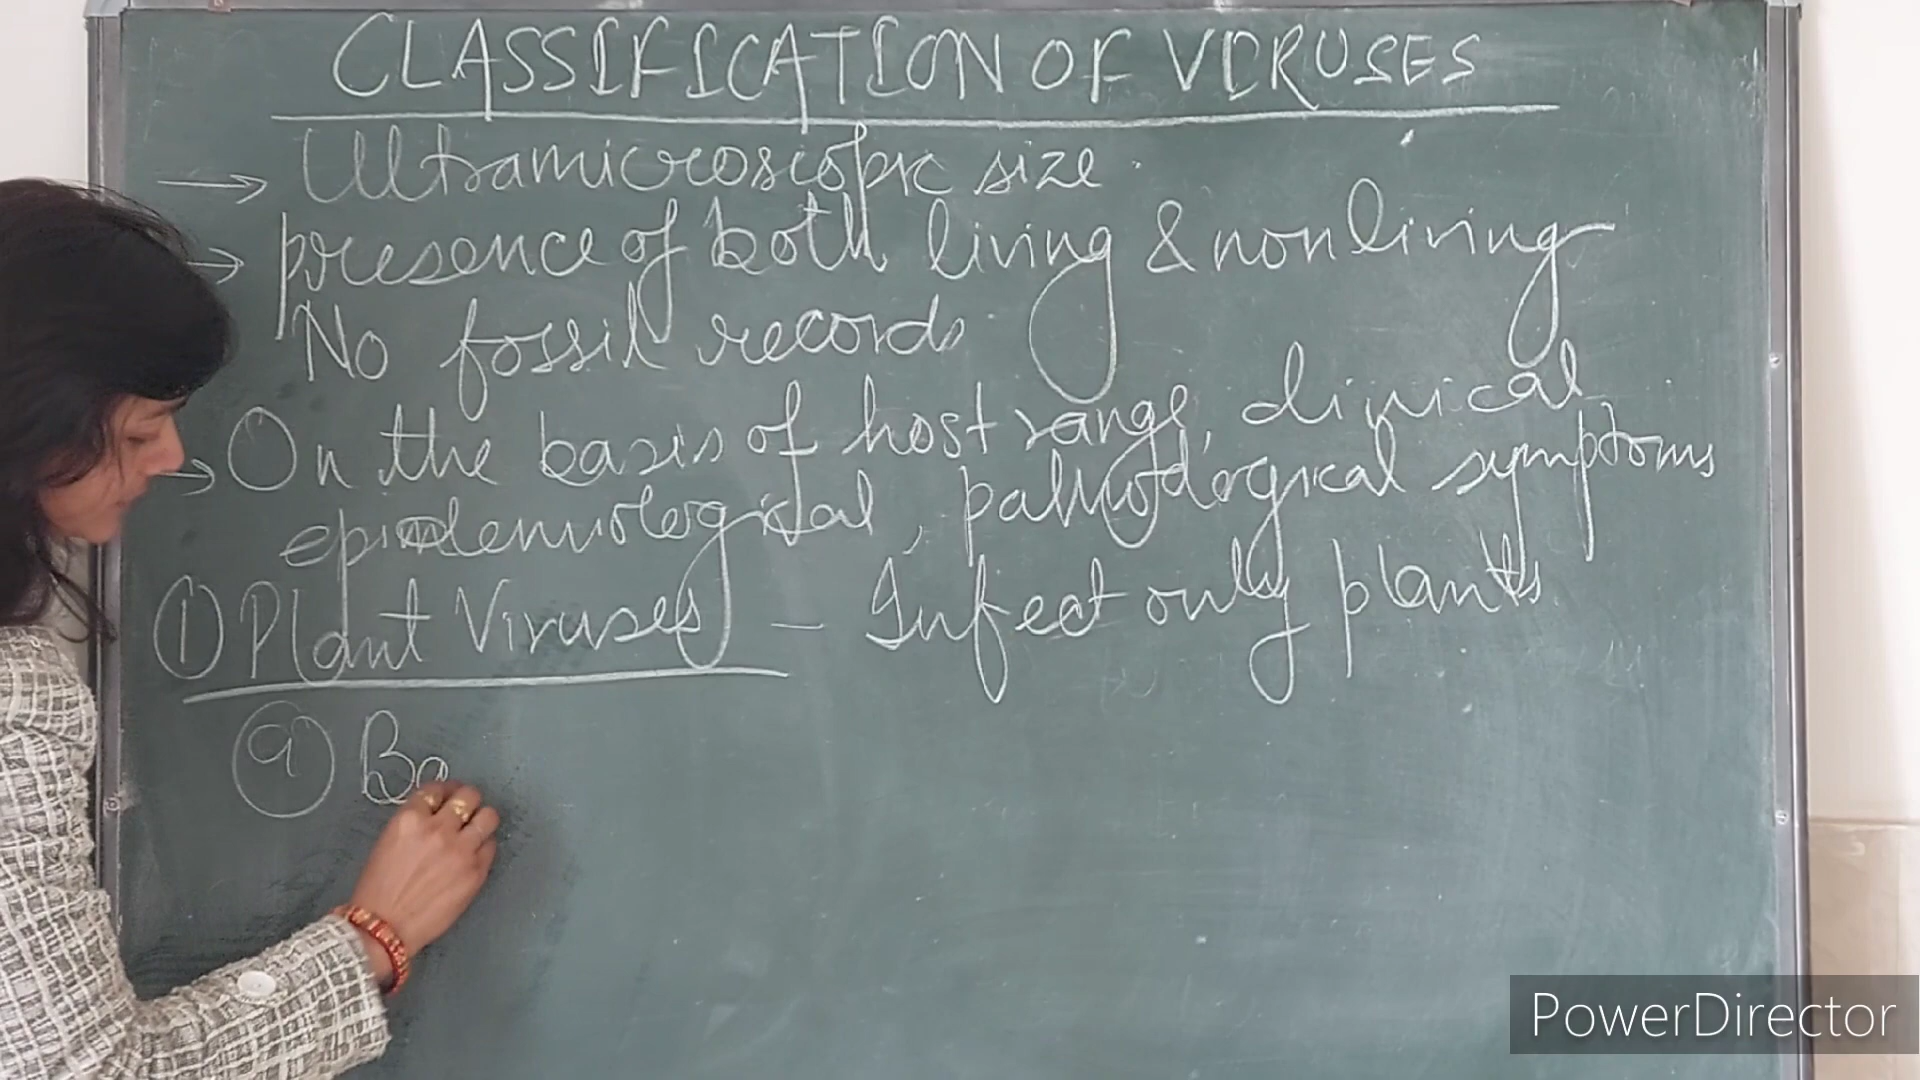 CLASSIFICATION OF VIRUSES
→ Ultramicroscopic size
→ presence of both living & nonliving
No fossil records
→ On the basis of host range, clinical
epidemiological, pathological symptoms
① Plant Viruses – Infect only plants
ⓐ Ba
PowerDirector